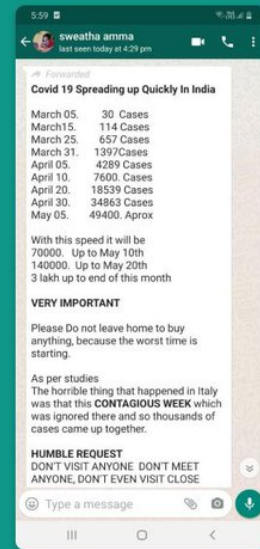 5:59
sweatha amma
last seen today at 4:29 pm
Forwarded
Covid 19 Spreading up Quickly In India
March 05. 30 Cases
March15. 114 Cases
March 25. 657 Cases
March 31. 1397Cases
April 05. 4289 Cases
April 10. 7600. Cases
April 20. 18539 Cases
April 30. 34863 Cases
May 05. 49400. Aprox
With this speed it will be
70000. Up to May 10th
140000. Up to May 20th
3 lakh up to end of this month
VERY IMPORTANT
Please Do not leave home to buy
anything, because the worst time is
starting.
As per studies
The horrible thing that happened in Italy
was that this CONTAGIOUS WEEK which
was ignored there and so thousands of
cases came up together.
HUMBLE REQUEST
DON'T VISIT ANYONE DON'T MEET
ANYONE, DON'T EVEN VISIT CLOSE
Type a message